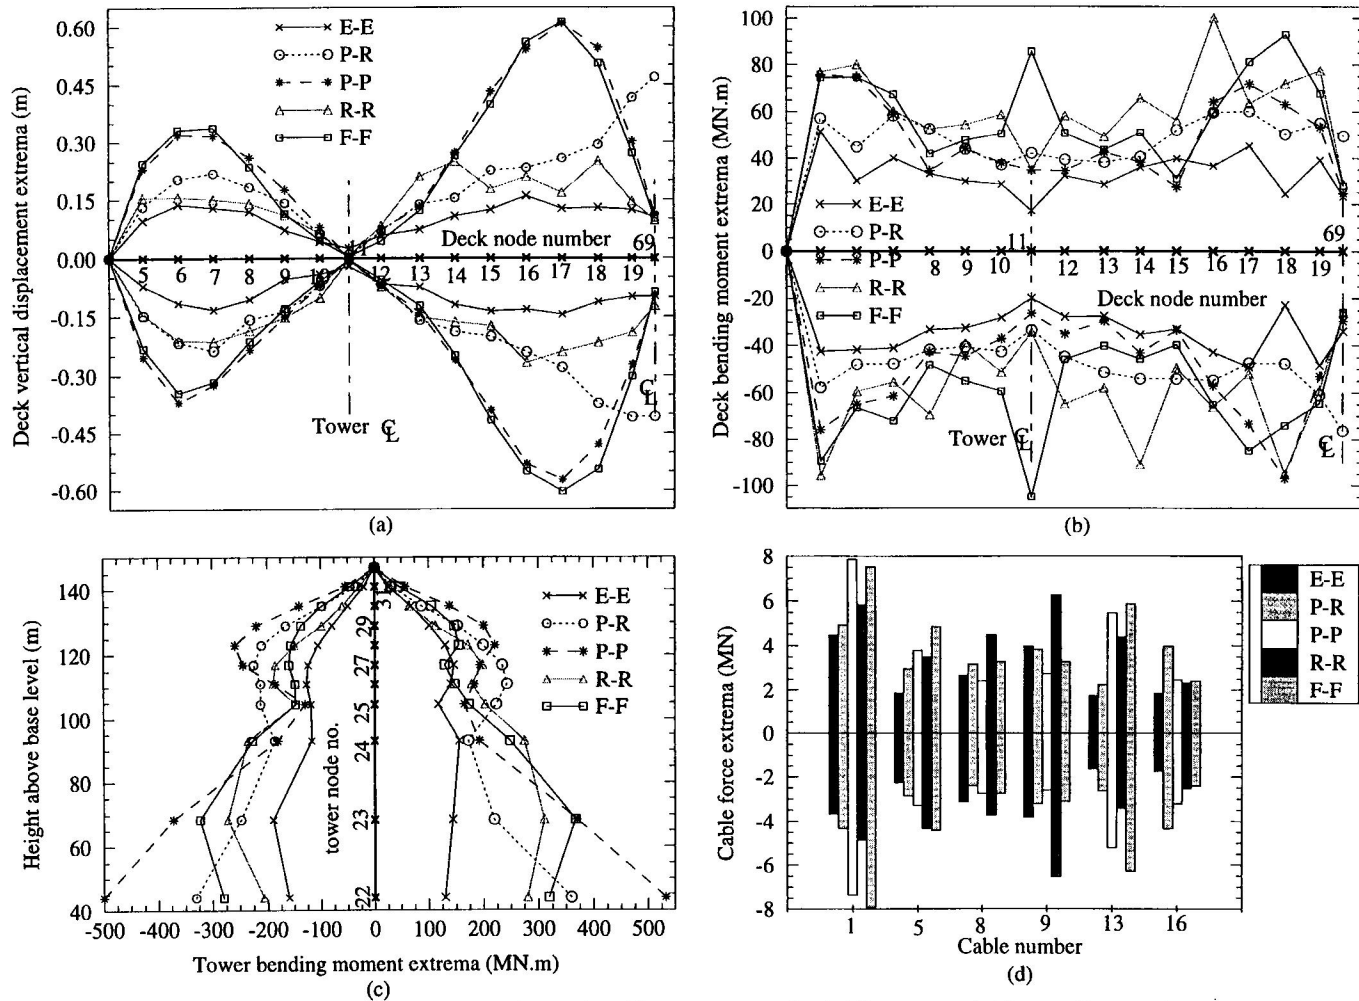 0.60
0.45
0.30
0.15
0.00
-0.15
-0.30
-0.45
-0.60
Deck vertical displacement extrema (m)
E-E
P-R
P-P
R-R
F-F
Deck node number
5 6 7 8 9 10 12 13 14 15 16 17 18 19 69
Tower CL
CL
(a)
100
80
60
40
20
0
-20
-40
-60
-80
-100
Deck bending moment extrema (MN.m)
E-E
P-R
P-P
R-R
F-F
8 9 10 11 12 13 14 15 16 17 18 19 69
Deck node number
Tower CL
CL
(b)
140
120
100
80
60
40
Height above base level (m)
E-E
P-R
P-P
R-R
F-F
31
29
27
25
24
23
22
tower node no.
-500 -400 -300 -200 -100 0 100 200 300 400 500
Tower bending moment extrema (MN.m)
(c)
8
6
4
2
0
-2
-4
-6
-8
Cable force extrema (MN)
1 5 8 9 13 16
Cable number
(d)
E-E
P-R
P-P
R-R
F-F